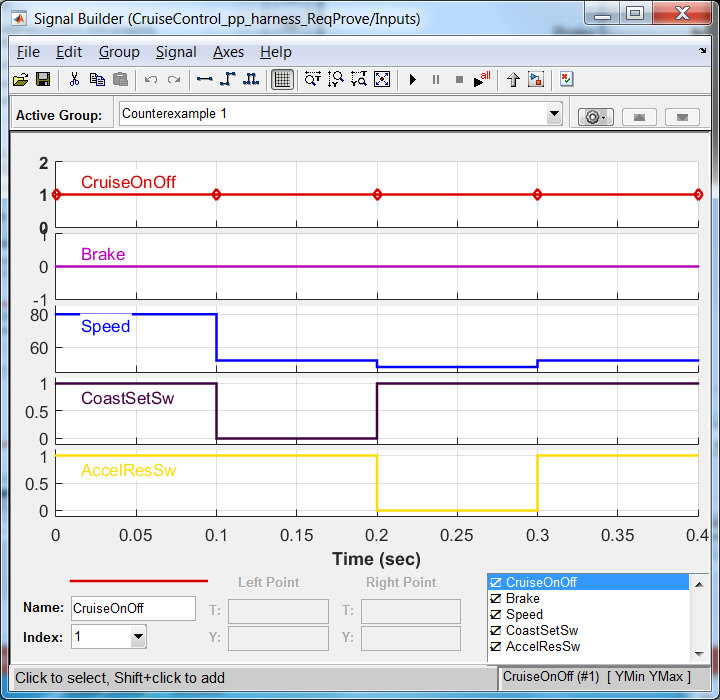 Signal Builder (CruiseControl_pp_harness_ReqProve/Inputs)
File Edit Group Signal Axes Help
all
Active Group: Counterexample 1
2
CruiseOnOff
1
0
1
Brake
0
-1
80
Speed
60
1
CoastSetSw
0.5
0
1
AccelResSw
0.5
0
0 0.05 0.1 0.15 0.2 0.25 0.3 0.35 0.4
Time (sec)
Left Point Right Point
Name: CruiseOnOff T: T:
Index: 1 Y: Y:
CruiseOnOff
Brake
Speed
CoastSetSw
AccelResSw
Click to select, Shift+click to add CruiseOnOff (#1) [ YMin YMax ]